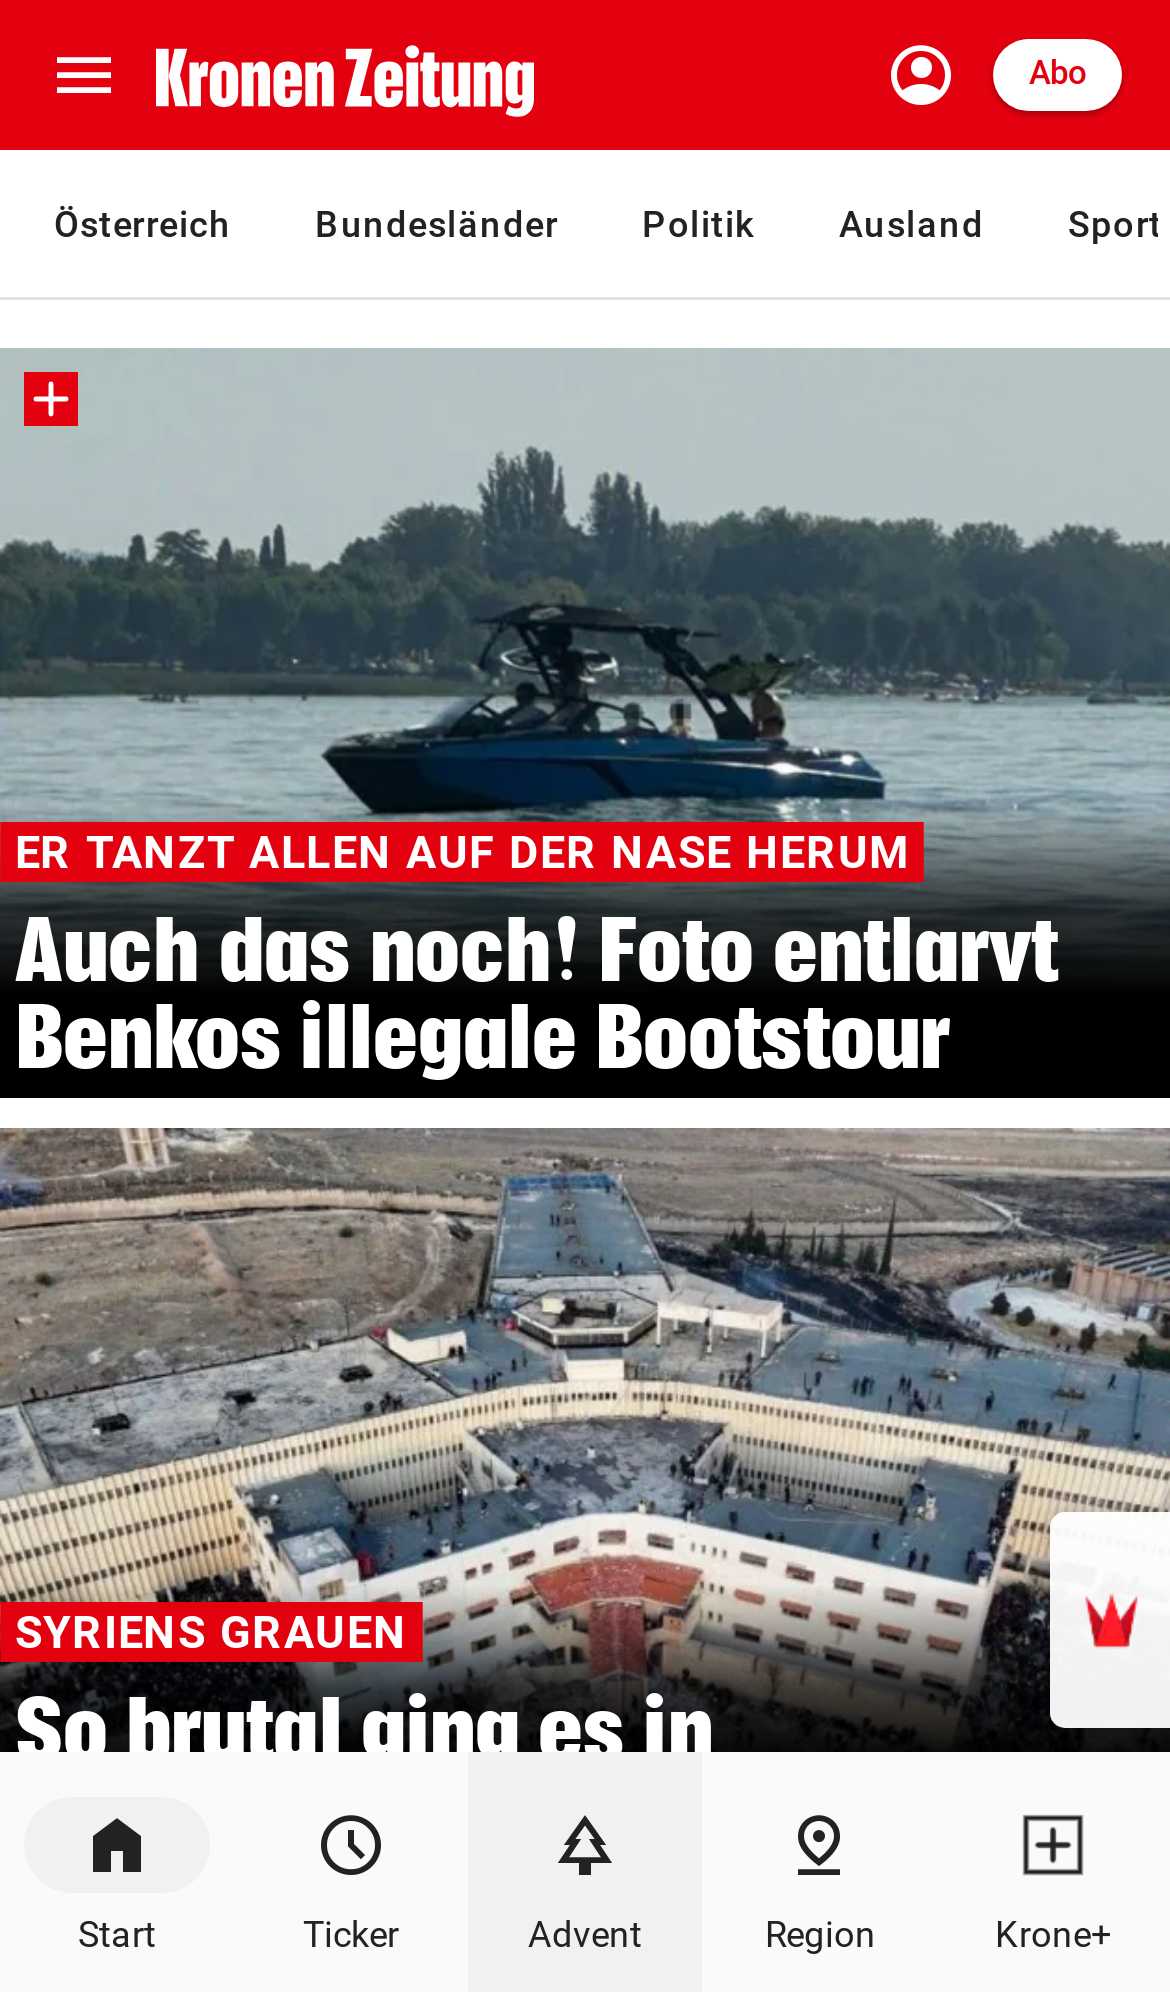 Kronen Zeitung
Abo
Österreich Bundesländer Politik Ausland Sport
ER TANZT ALLEN AUF DER NASE HERUM
Auch das noch! Foto entlarvt
Benkos illegale Bootstour
SYRIENS GRAUEN
So brutal ging es in
Start Ticker Advent Region Krone+